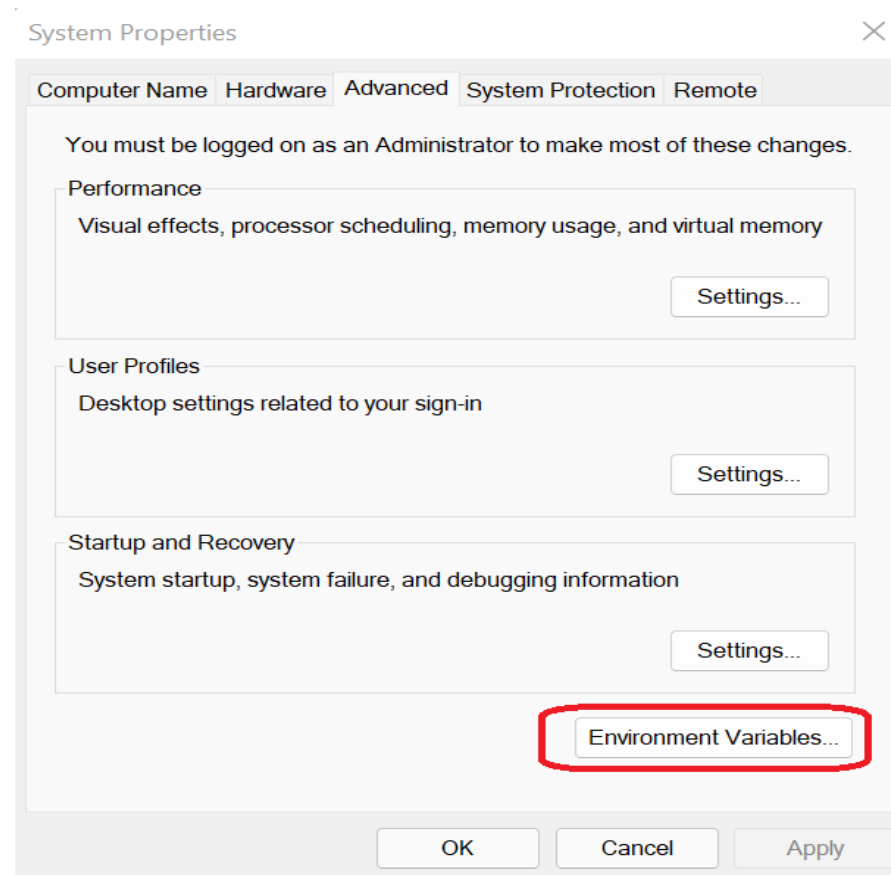 System Properties
Computer Name Hardware Advanced System Protection Remote
You must be logged on as an Administrator to make most of these changes.
Performance
Visual effects, processor scheduling, memory usage, and virtual memory
Settings...
User Profiles
Desktop settings related to your sign-in
Settings...
Startup and Recovery
System startup, system failure, and debugging information
Settings...
Environment Variables...
OK Cancel Apply